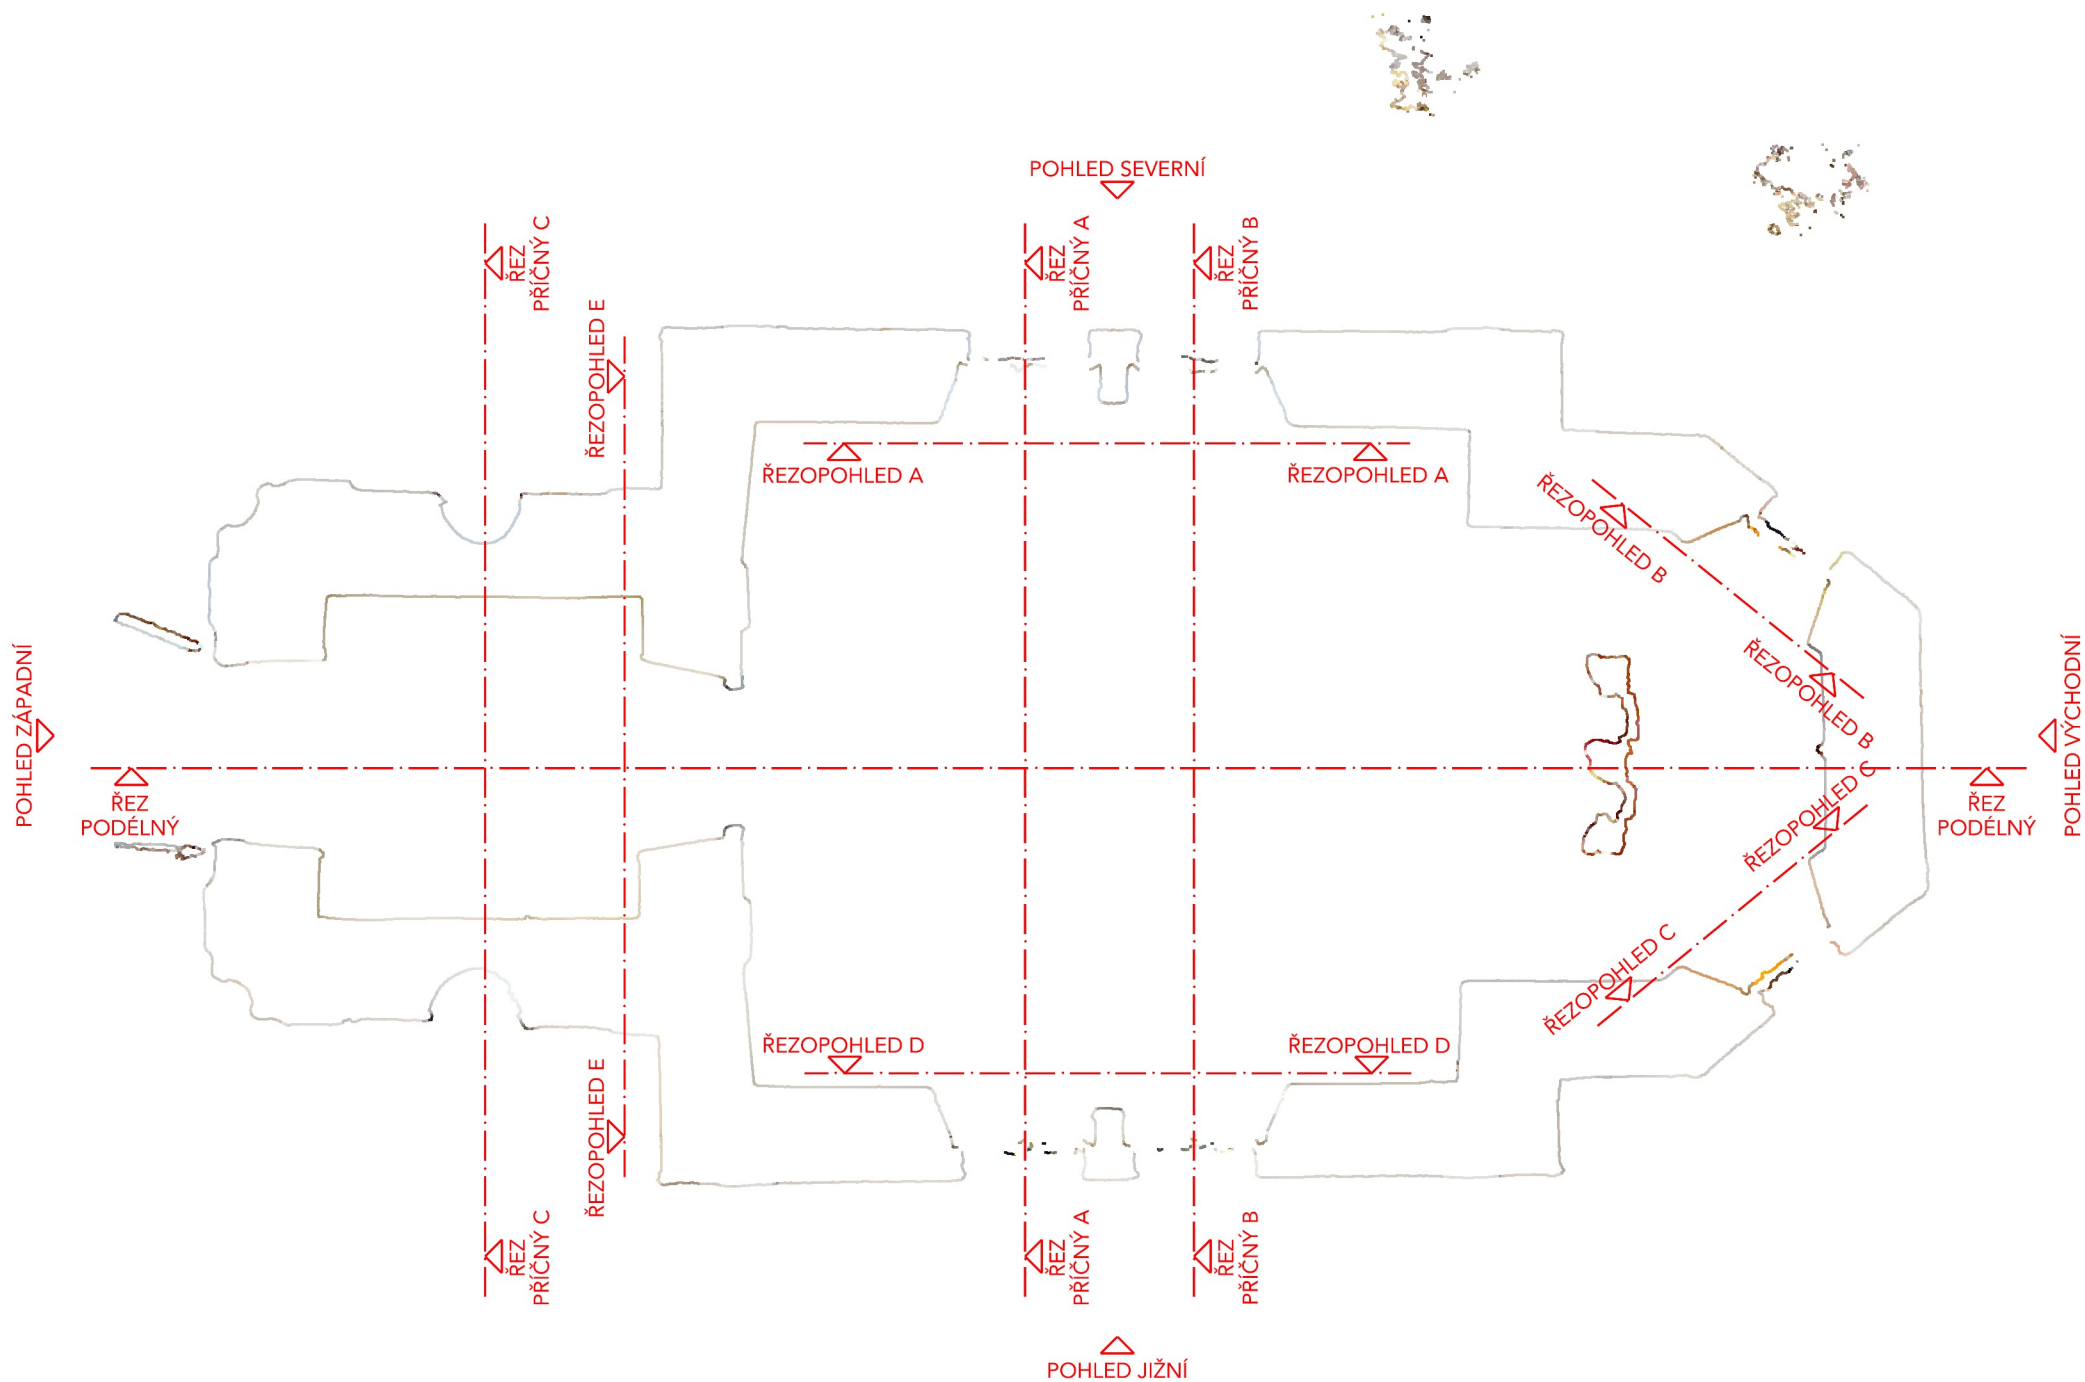 POHLED SEVERNÍ
ŘEZ
PŘÍČNÝ C
ŘEZ
PŘÍČNÝ A
ŘEZ
PŘÍČNÝ B
ŘEZOPOHLED E
ŘEZOPOHLED A
ŘEZOPOHLED A
ŘEZOPOHLED B
ŘEZOPOHLED B
POHLED ZÁPADNÍ
POHLED VÝCHODNÍ
ŘEZ
PODÉLNÝ
ŘEZ
PODÉLNÝ
ŘEZOPOHLED C
ŘEZOPOHLED C
ŘEZOPOHLED D
ŘEZOPOHLED D
ŘEZOPOHLED E
ŘEZ
PŘÍČNÝ C
ŘEZ
PŘÍČNÝ A
ŘEZ
PŘÍČNÝ B
POHLED JIŽNÍ